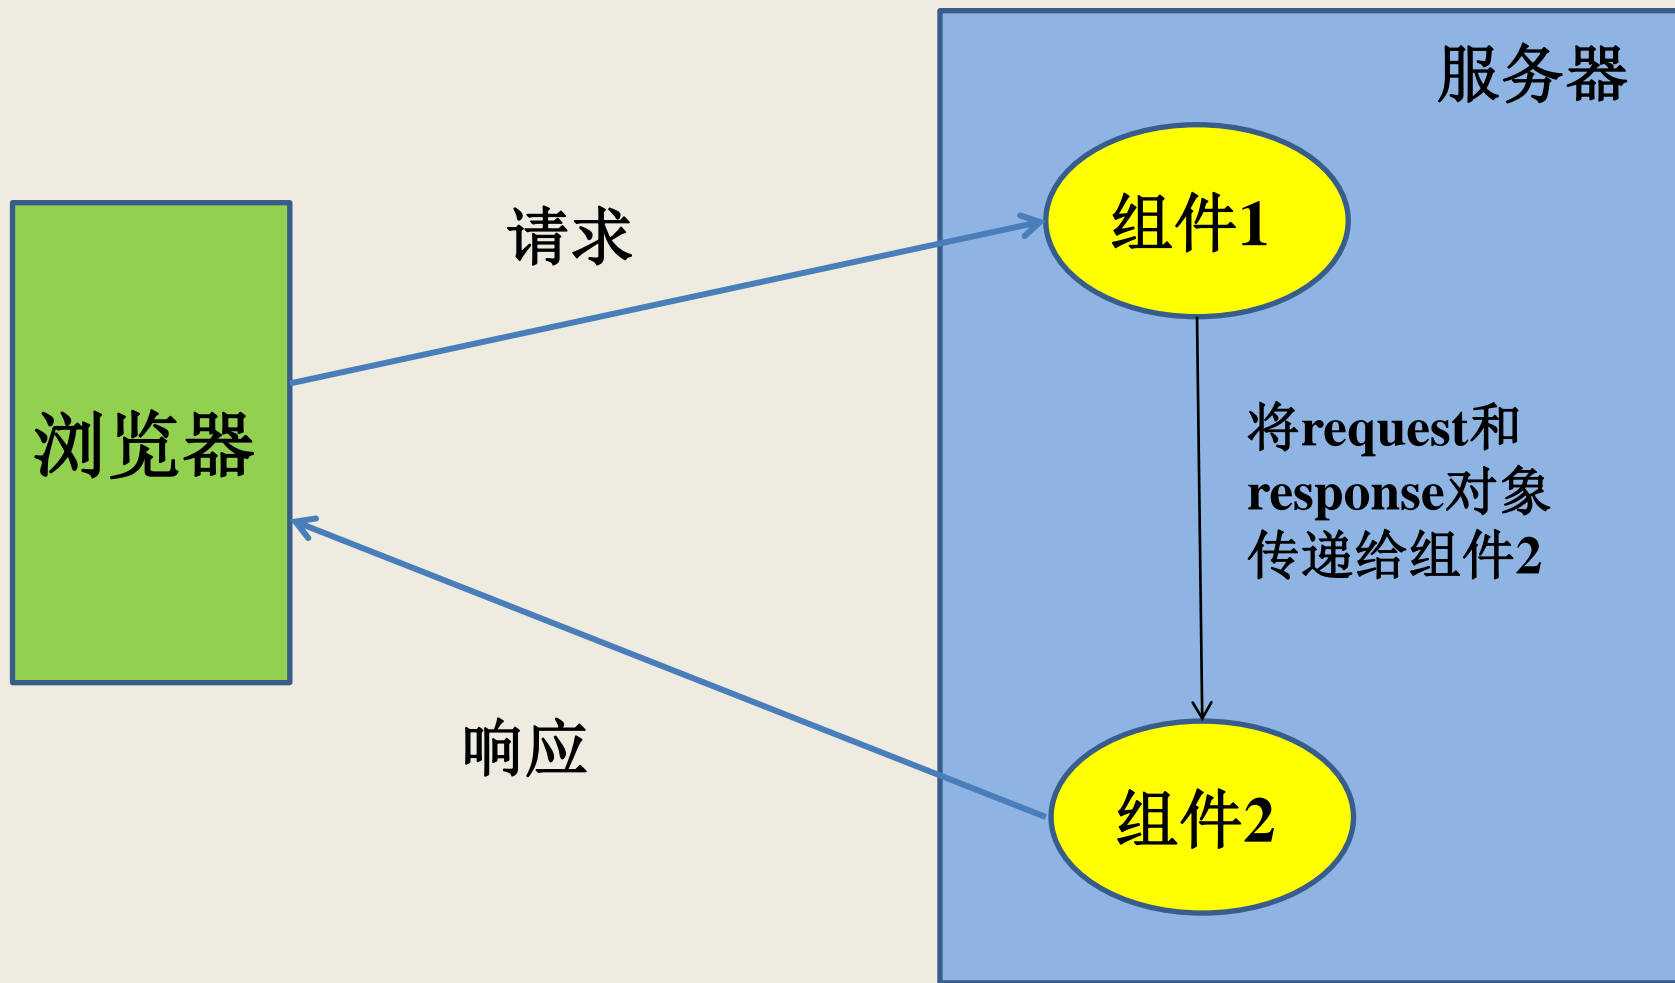 服务器
组件1
请求
浏览器
将request和
response对象
传递给组件2
响应
组件2